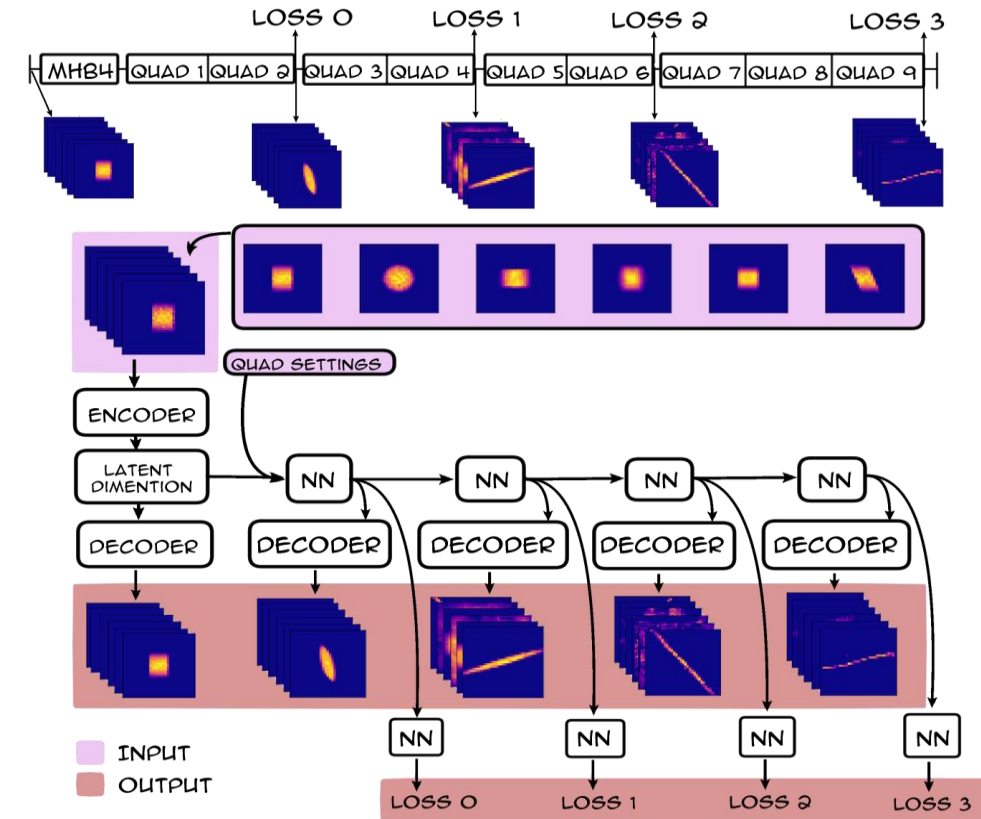 LOSS 0 LOSS 1 LOSS 2 LOSS 3
MHB4 QUAD 1 QUAD 2 QUAD 3 QUAD 4 QUAD 5 QUAD 6 QUAD 7 QUAD 8 QUAD 9
QUAD SETTINGS
ENCODER
LATENT
DIMENTION
NN NN NN NN
DECODER DECODER DECODER DECODER DECODER
NN NN NN NN
INPUT
OUTPUT
LOSS 0 LOSS 1 LOSS 2 LOSS 3